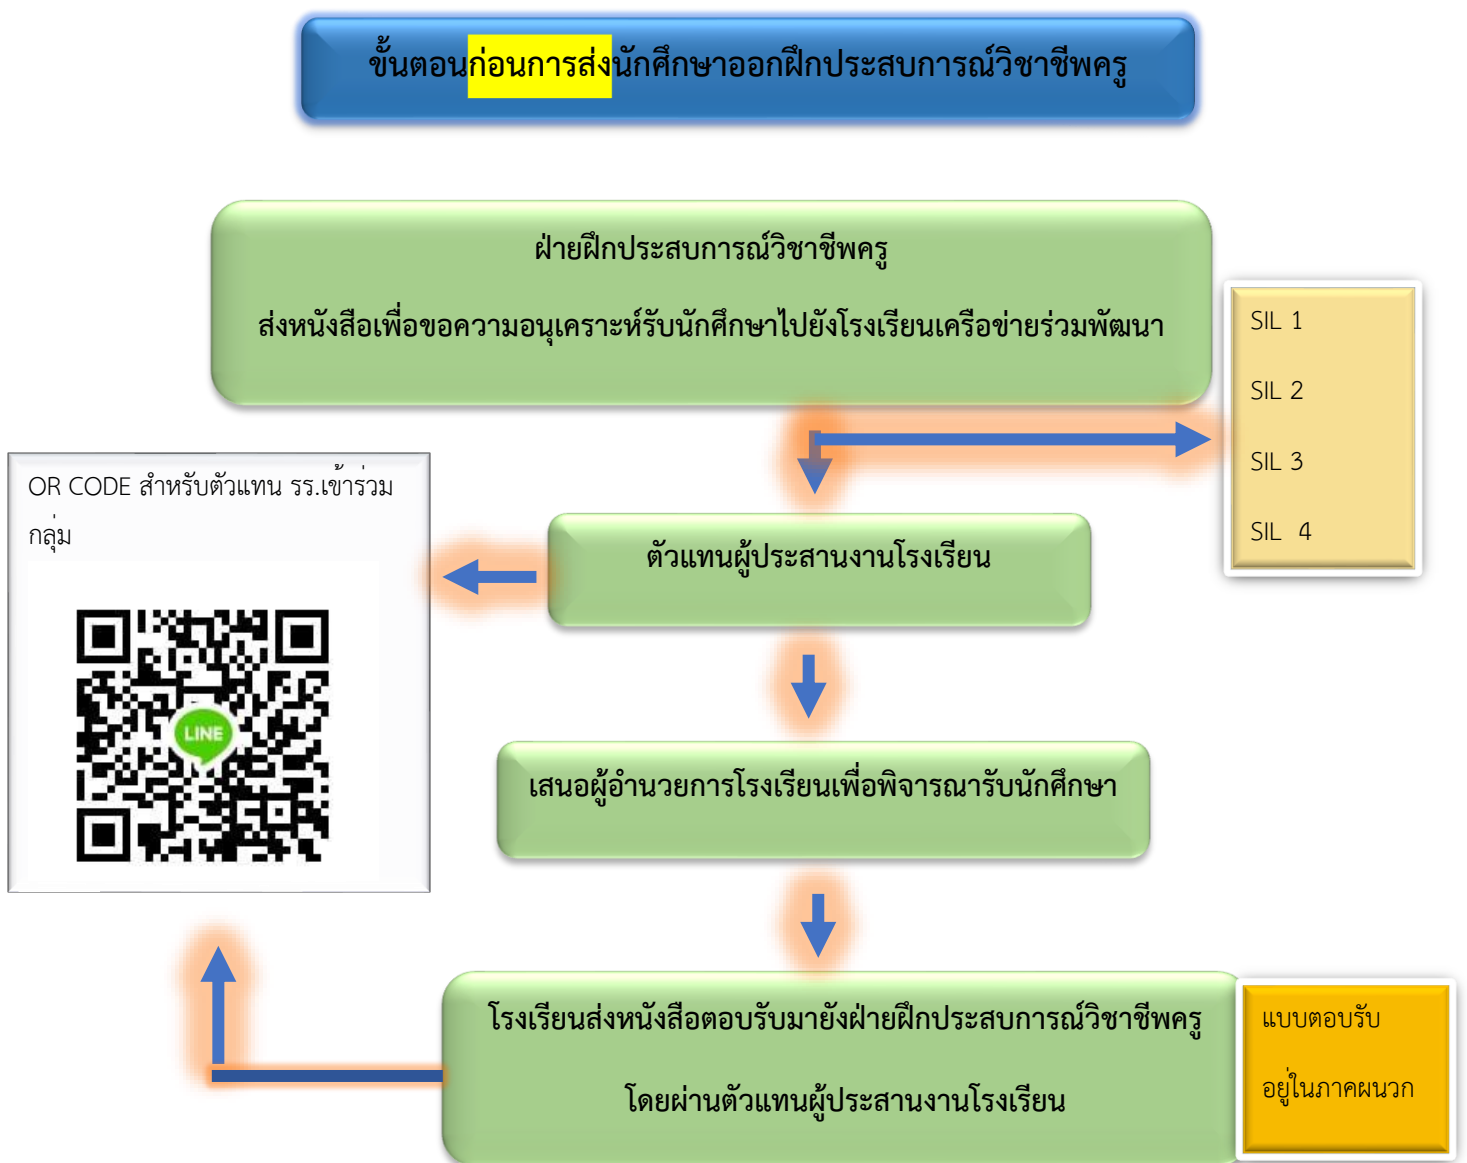 ขั้นตอนก่อนการส่งนักศึกษาออกฝึกประสบการณ์วิชาชีพครู
ฝ่ายฝึกประสบการณ์วิชาชีพครู
ส่งหนังสือเพื่อขอความอนุเคราะห์รับนักศึกษาไปยังโรงเรียนเครือข่ายร่วมพัฒนา
SIL 1
SIL 2
SIL 3
SIL 4
OR CODE สำหรับตัวแทน รร.เข้าร่วม
กลุ่ม
LINE
ตัวแทนผู้ประสานงานโรงเรียน
เสนอผู้อำนวยการโรงเรียนเพื่อพิจารณารับนักศึกษา
โรงเรียนส่งหนังสือตอบรับมายังฝ่ายฝึกประสบการณ์วิชาชีพครู
โดยผ่านตัวแทนผู้ประสานงานโรงเรียน
แบบตอบรับ
อยู่ในภาคผนวก